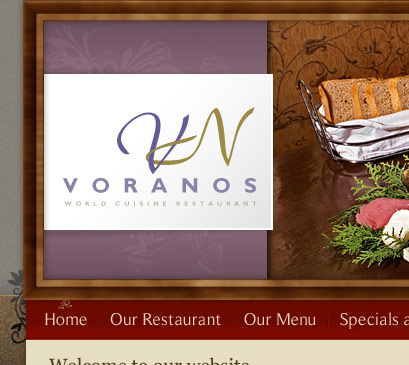 VN
VORANOS
WORLD CUISINE RESTAURANT
Home Our Restaurant Our Menu Specials a
Welcome to our website